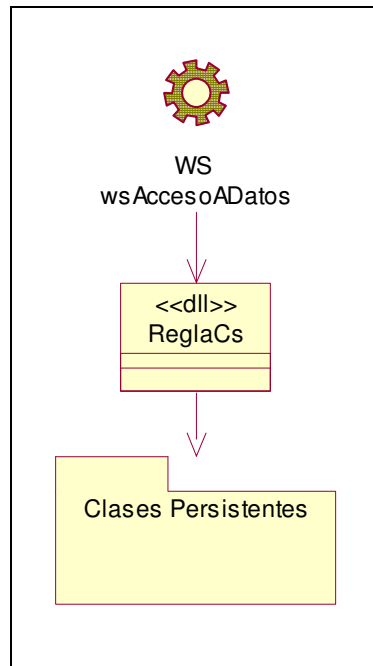 WS
wsAccesoADatos
<<dll>>
ReglaCs
Clases Persistentes